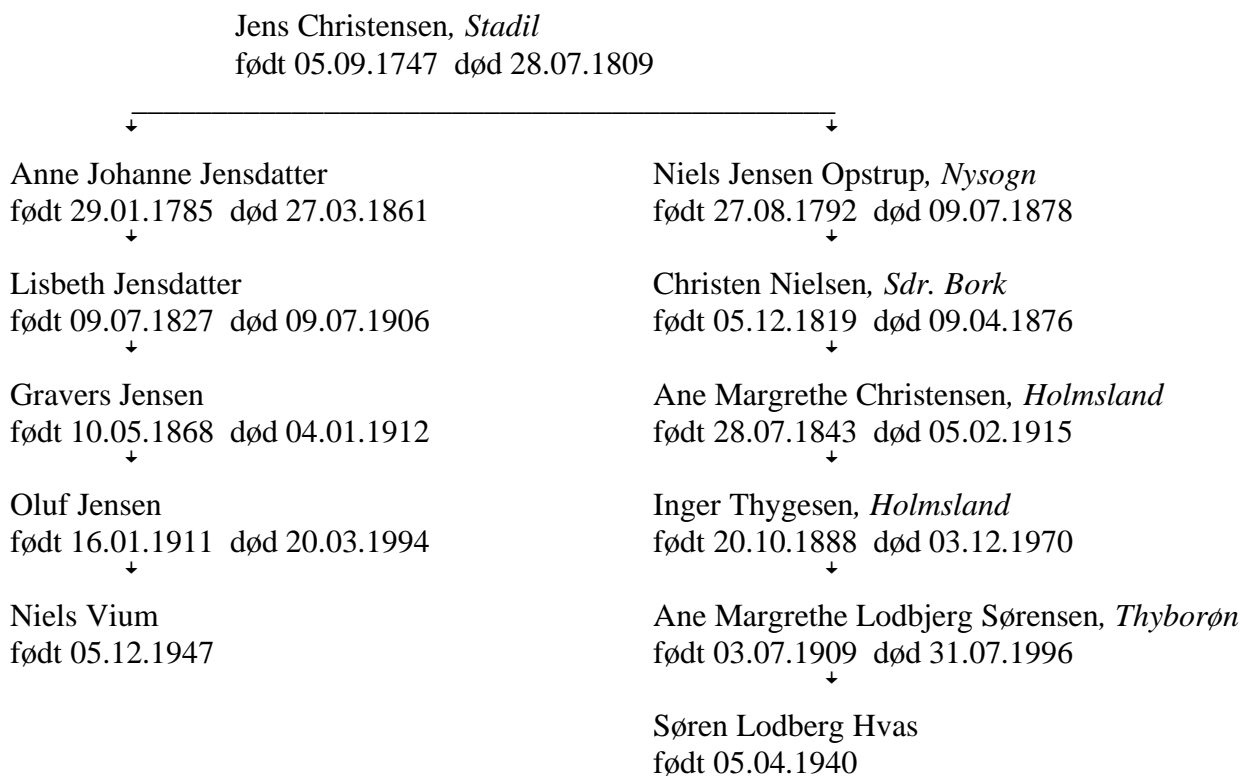 Jens Christensen, Stadil
født 05.09.1747 død 28.07.1809
Anne Johanne Jensdatter
født 29.01.1785 død 27.03.1861
Lisbeth Jensdatter
født 09.07.1827 død 09.07.1906
Gravers Jensen
født 10.05.1868 død 04.01.1912
Oluf Jensen
født 16.01.1911 død 20.03.1994
Niels Vium
født 05.12.1947
Niels Jensen Opstrup, Nysogn
født 27.08.1792 død 09.07.1878
Christen Nielsen, Sdr. Bork
født 05.12.1819 død 09.04.1876
Ane Margrethe Christensen, Holmsland
født 28.07.1843 død 05.02.1915
Inger Thygesen, Holmsland
født 20.10.1888 død 03.12.1970
Ane Margrethe Lodbjerg Sørensen, Thyborøn
født 03.07.1909 død 31.07.1996
Søren Lodberg Hvas
født 05.04.1940